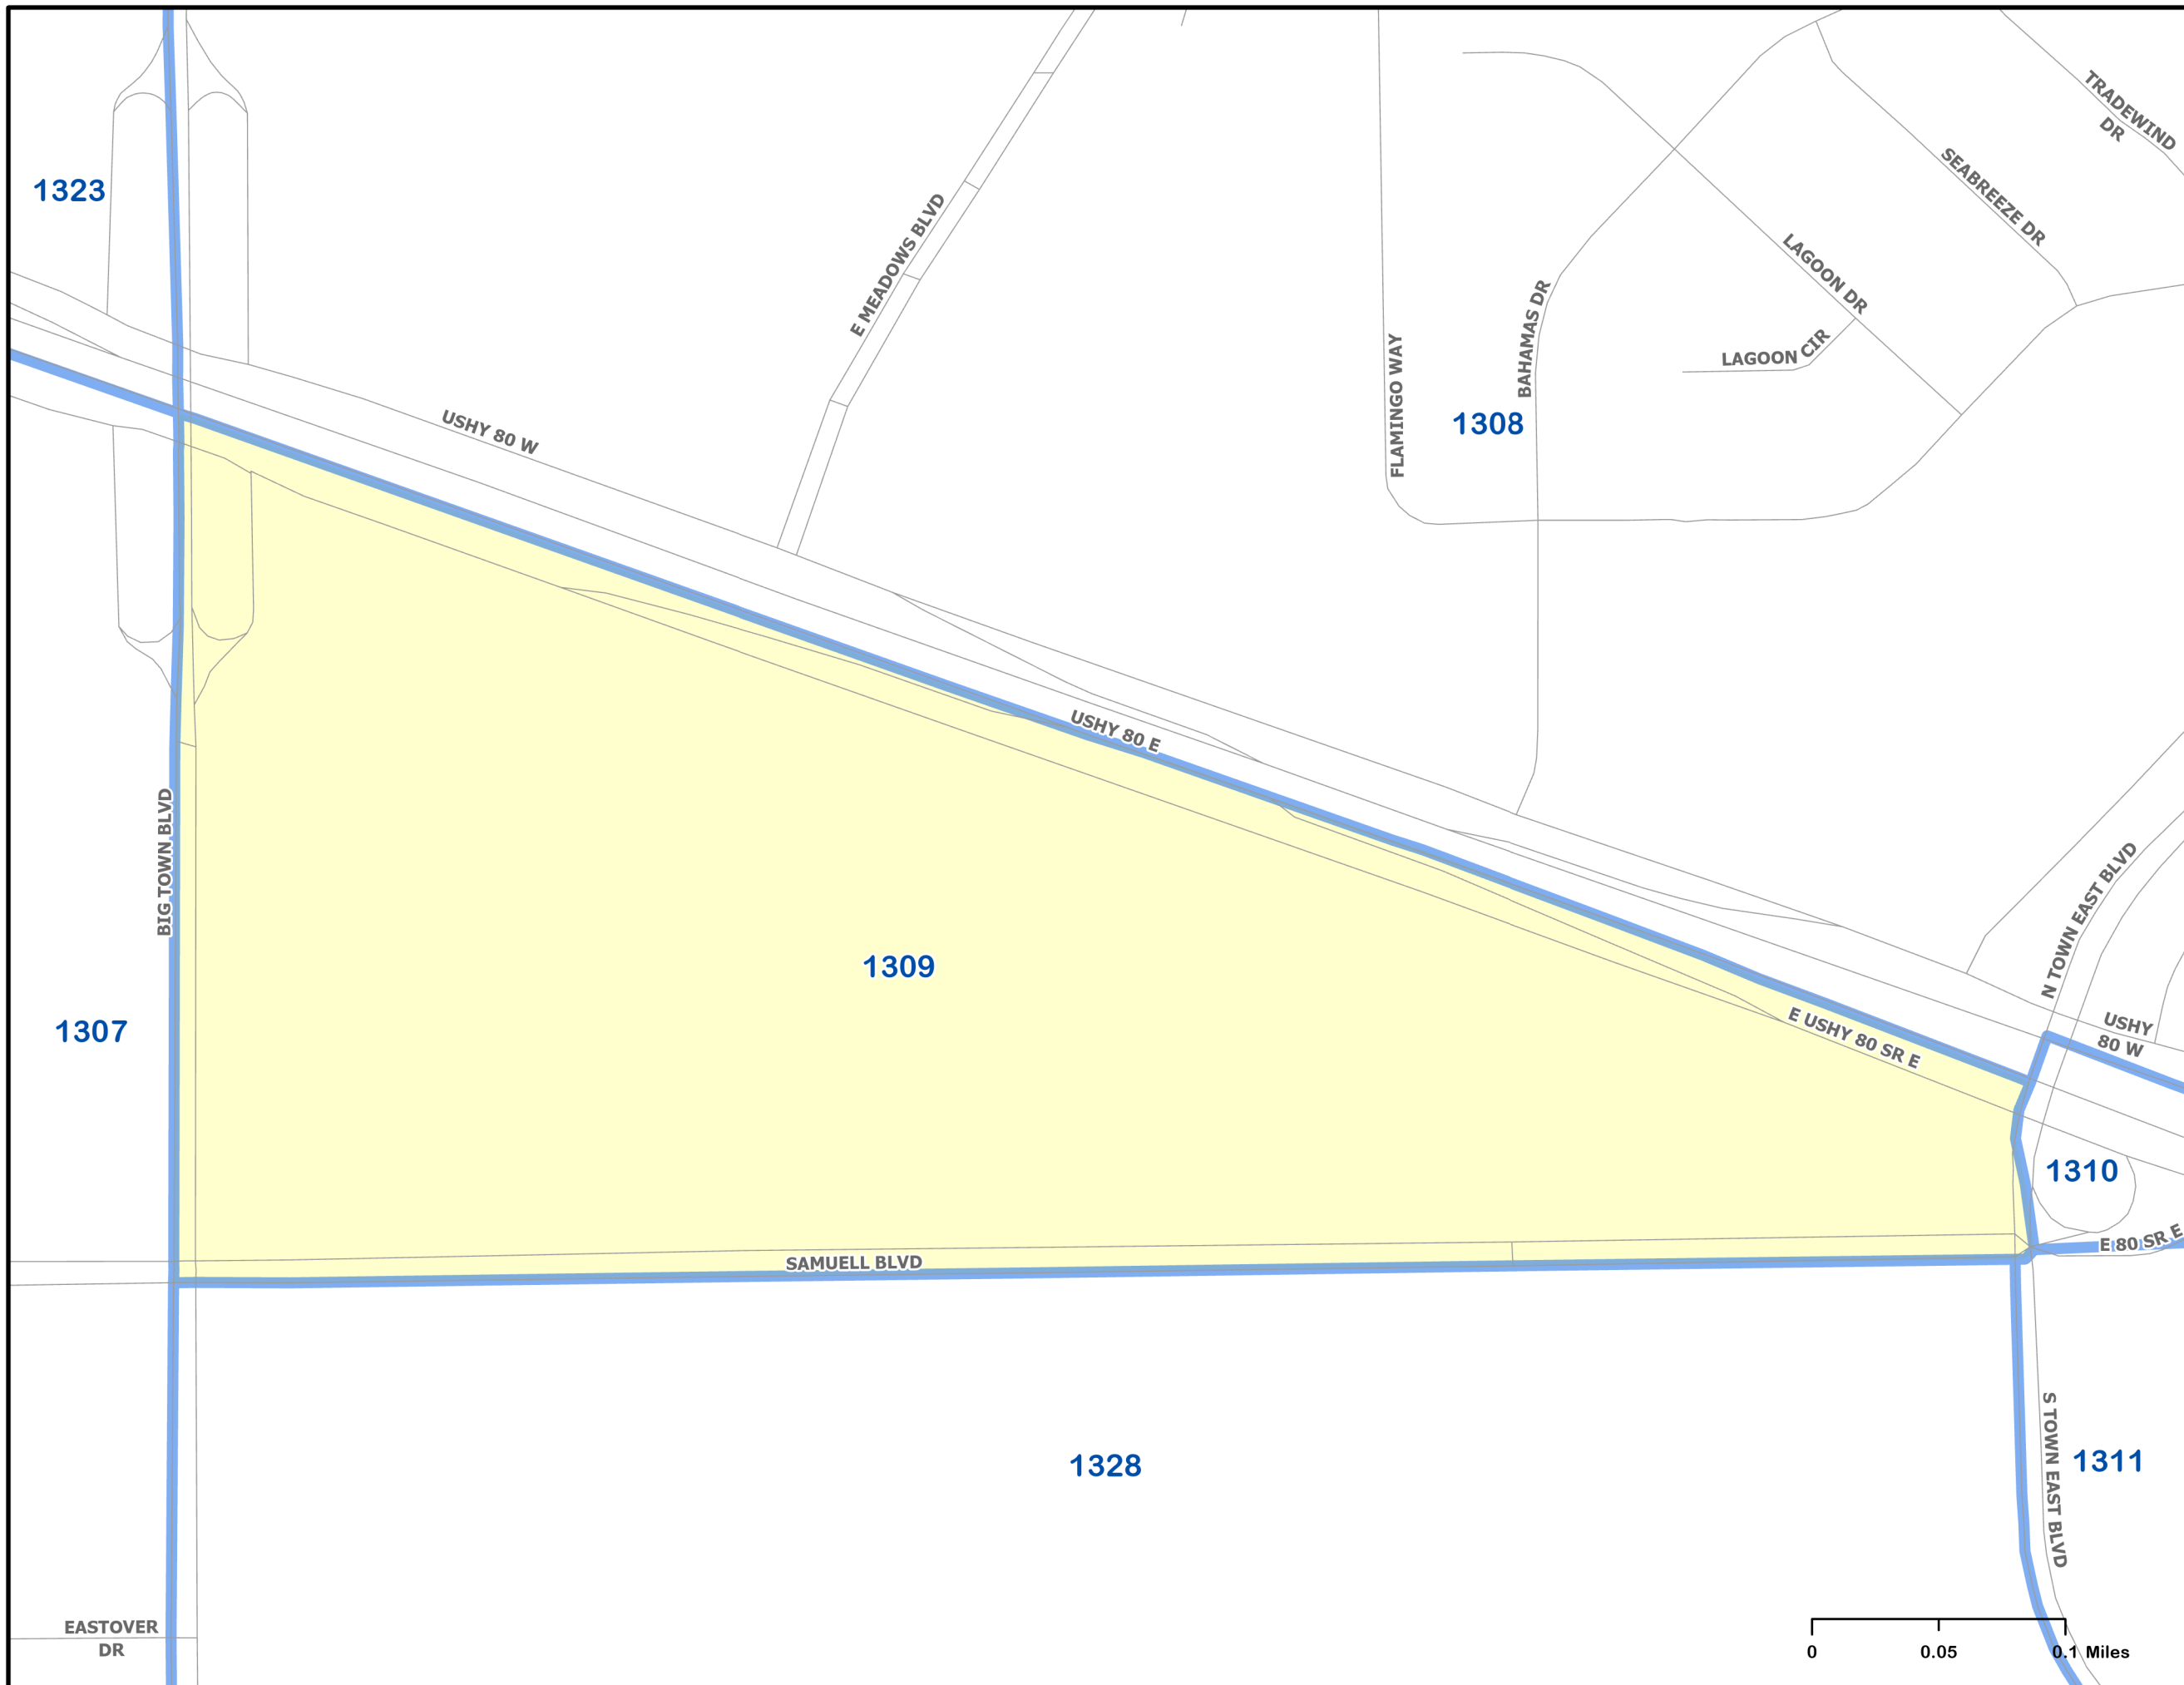 TRADEWIND
DR
SEABREEZE DR
1323
E MEADOWS BLVD
LAGOON DR
BAHAMAS DR
LAGOON CIR
FLAMINGO WAY
1308
USHY 80 W
USHY 80 E
BIG TOWN BLVD
N TOWN EAST BLVD
1309
1307
E USHY 80 SR E
USHY
80 W
1310
E 80 SR E
SAMUELL BLVD
1328
S TOWN EAST BLVD
1311
EASTOVER
DR
0 0.05 0.1 Miles